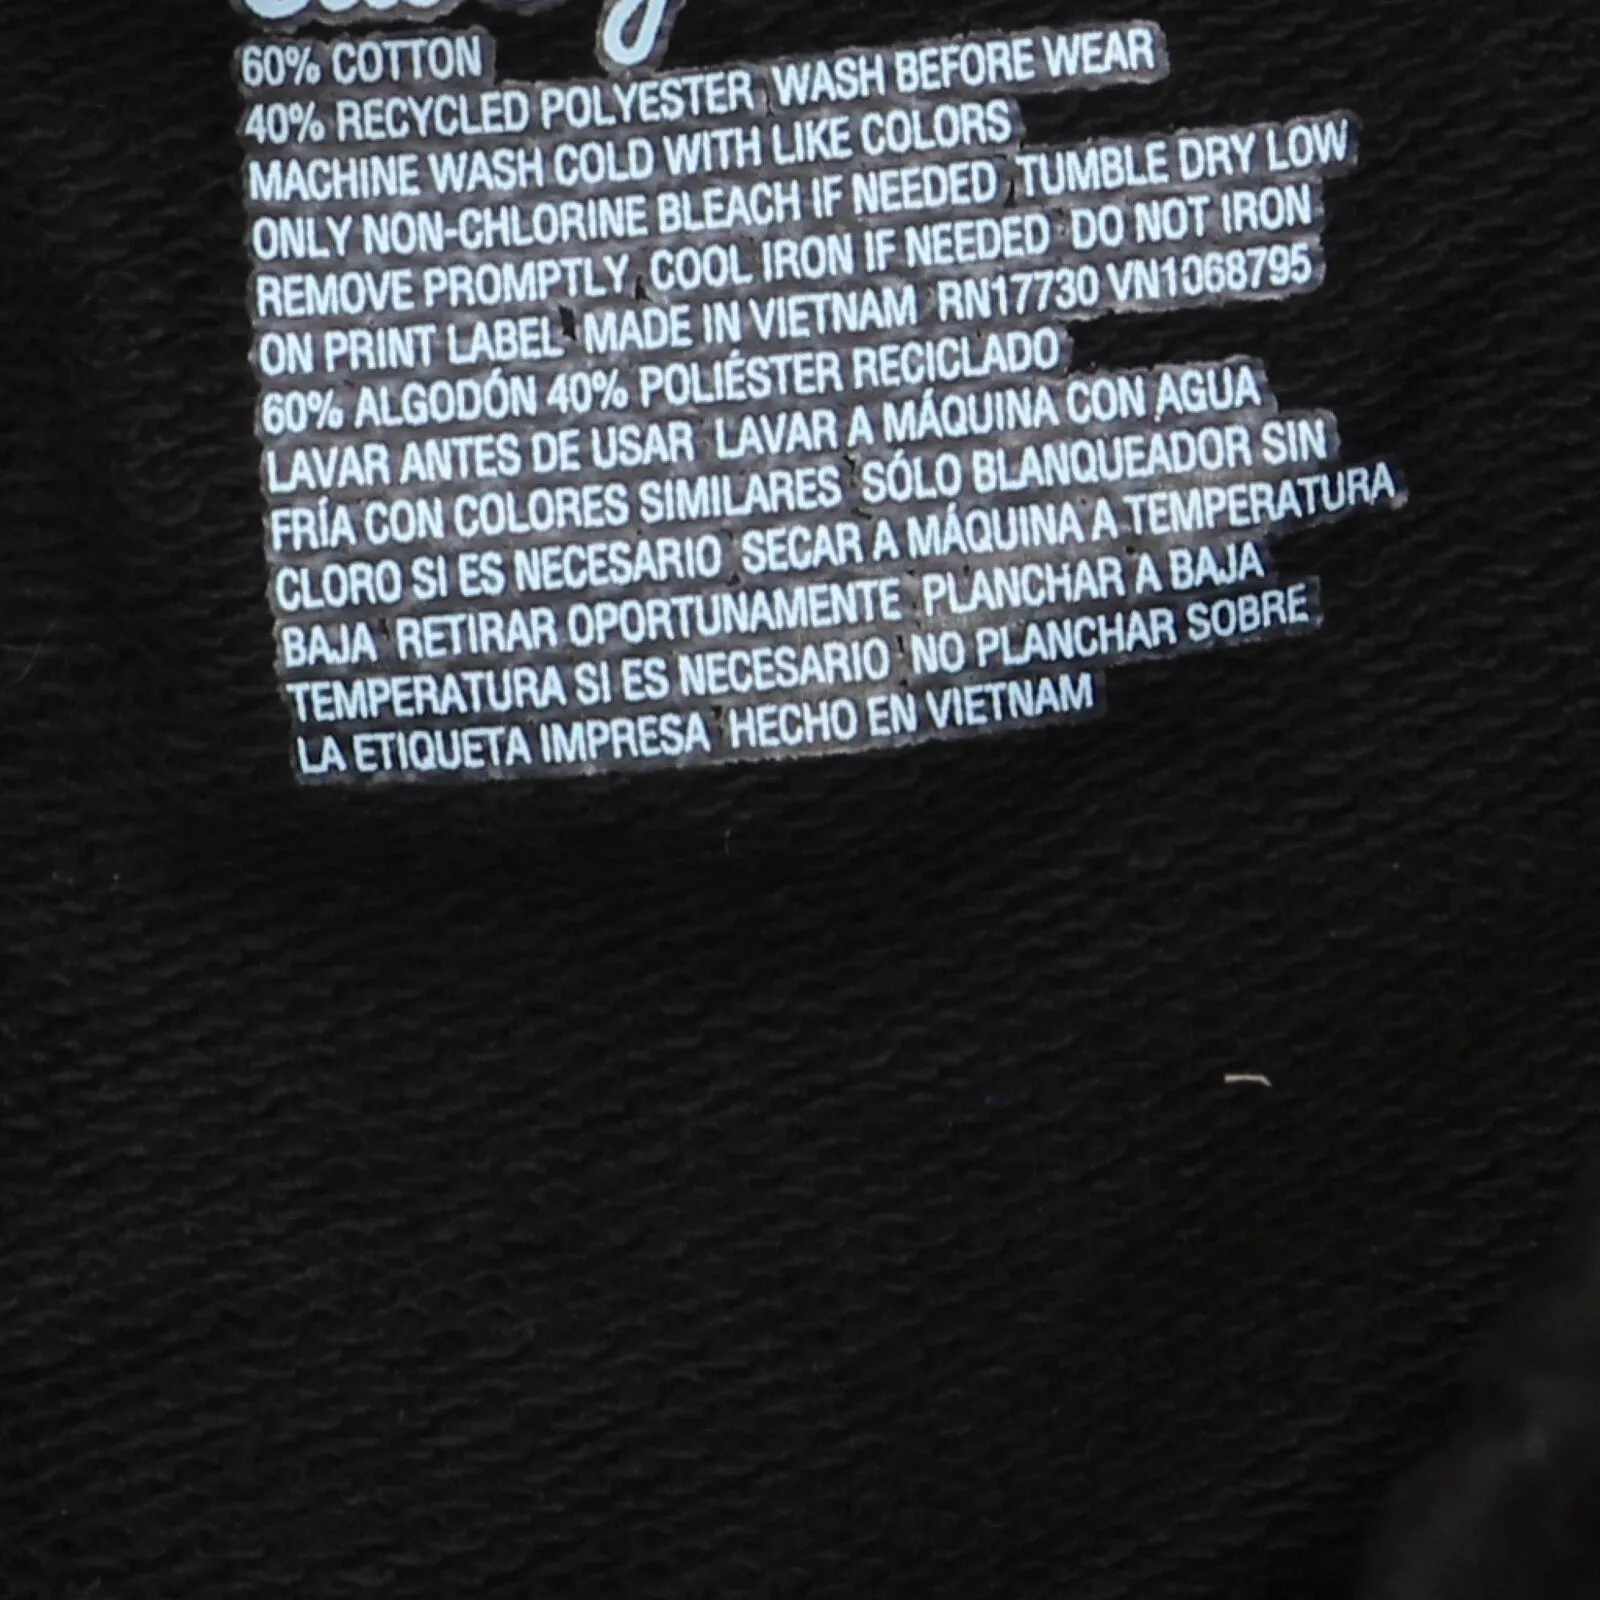 60% COTTON
40% RECYCLED POLYESTER WASH BEFORE WEAR
MACHINE WASH COLD WITH LIKE COLORS
ONLY NON-CHLORINE BLEACH IF NEEDED TUMBLE DRY LOW
REMOVE PROMPTLY COOL IRON IF NEEDED DO NOT IRON
ON PRINT LABEL MADE IN VIETNAM RN17730 VN1068795
60% ALGODÓN 40% POLIÉSTER RECICLADO
LAVAR ANTES DE USAR LAVAR A MÁQUINA CON AGUA
FRÍA CON COLORES SIMILARES SÓLO BLANQUEADOR SIN
CLORO SI ES NECESARIO SECAR A MÁQUINA A TEMPERATURA
BAJA RETIRAR OPORTUNAMENTE PLANCHAR A BAJA
TEMPERATURA SI ES NECESARIO NO PLANCHAR SOBRE
LA ETIQUETA IMPRESA HECHO EN VIETNAM